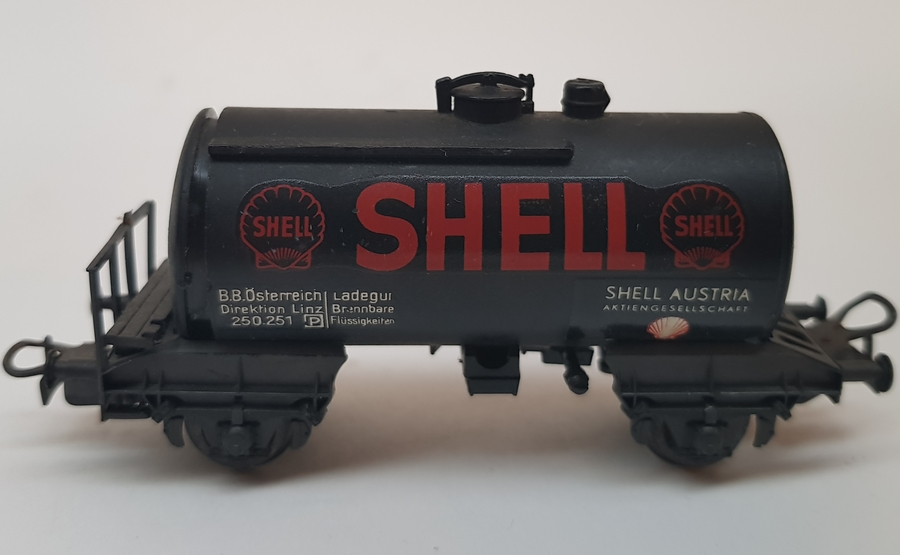 SHELL
SHELL
SHELL
B.B.Österreich
Direktion Linz
250.251 P
Ladegut
Brennbare
Flüssigkeiten
SHELL AUSTRIA
AKTIENGESELLSCHAFT